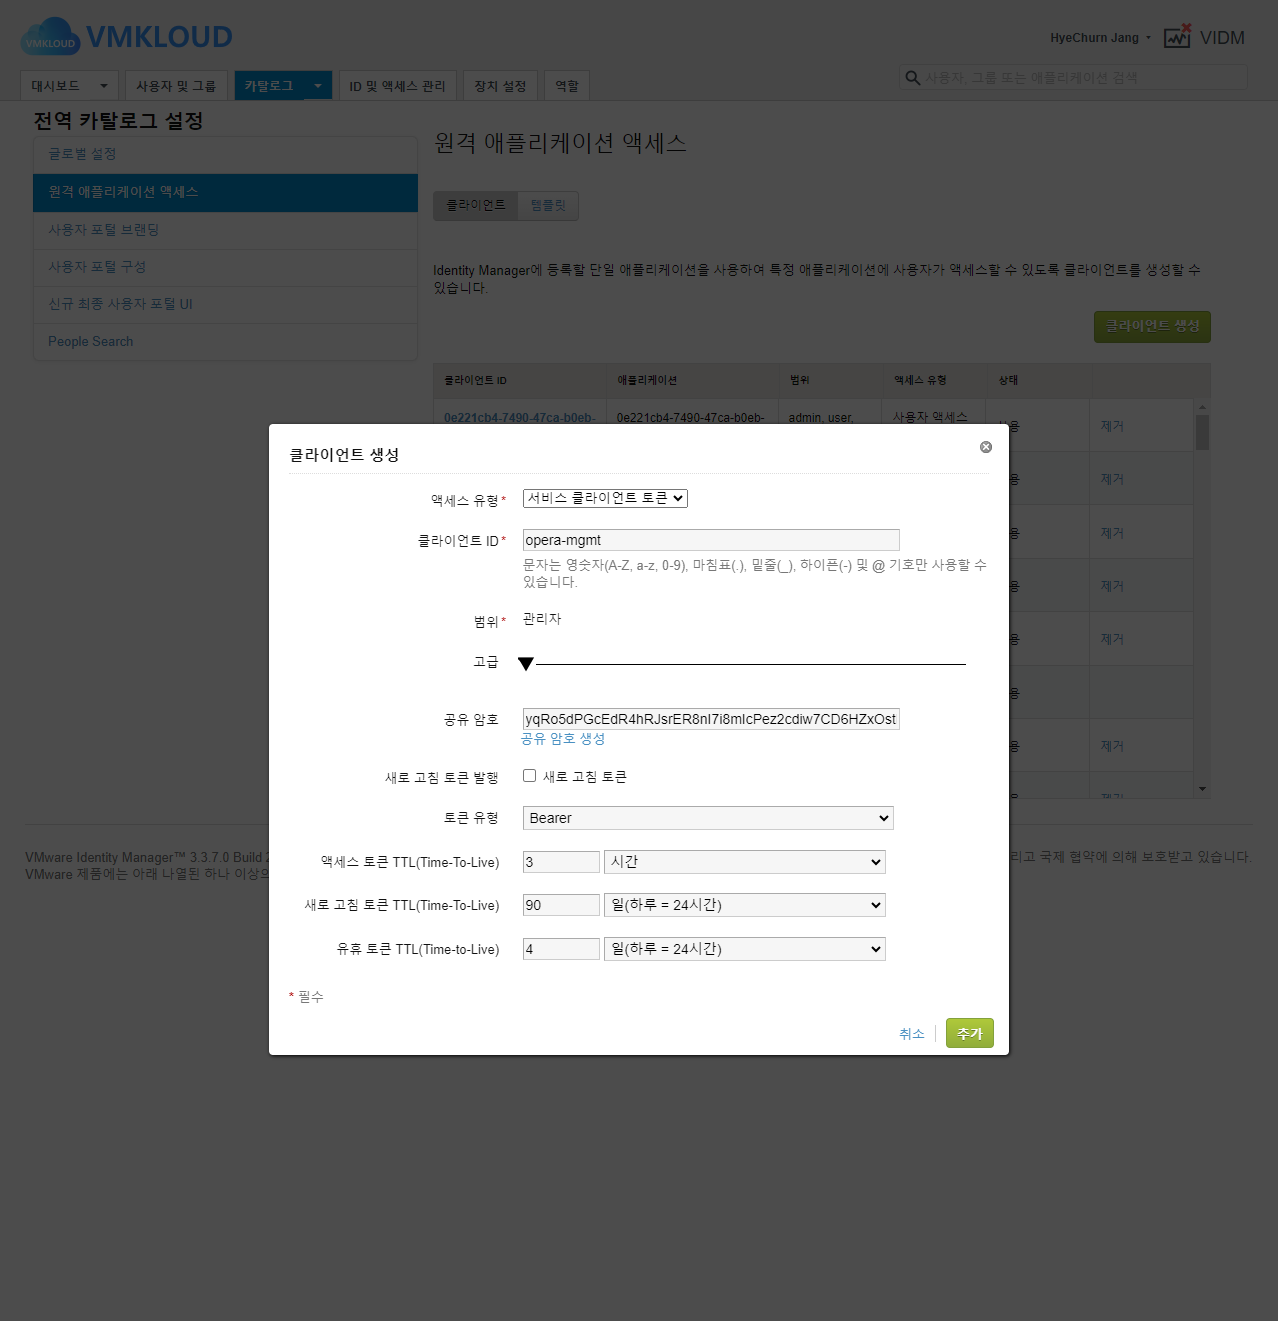 VMKLOUD VMKLOUD
HyeChurn Jang
VIDM
대시보드
사용자 및 그룹
카탈로그
ID 및 액세스 관리
장치 설정
역할
사용자, 그룹 또는 애플리케이션 검색
전역 카탈로그 설정
글로벌 설정
원격 애플리케이션 액세스
사용자 포털 브랜딩
사용자 포털 구성
신규 최종 사용자 포털 UI
People Search
원격 애플리케이션 액세스
클라이언트 템플릿
Identity Manager에 등록할 단일 애플리케이션을 사용하여 특정 애플리케이션에 사용자가 액세스할 수 있도록 클라이언트를 생성할 수
있습니다.
클라이언트 생성
클라이언트 ID 애플리케이션 범위 액세스 유형 상태
0e221cb4-7490-47ca-b0eb- 0e221cb4-7490-47ca-b0eb- admin, user, 사용자 액세스
용 제거
용 제거
용 제거
용 제거
용 제거
용
용 제거
제거
클라이언트 생성
액세스 유형* 서비스 클라이언트 토큰
클라이언트 ID* opera-mgmt
문자는 영숫자(A-Z, a-z, 0-9), 마침표(.), 밑줄(_), 하이픈(-) 및 @ 기호만 사용할 수
있습니다.
범위* 관리자
고급
공유 암호 yqRo5dPGcEdR4hRJsrER8nI7i8mIcPez2cdiw7CD6HZxOst
공유 암호 생성
새로 고침 토큰 발행 새로 고침 토큰
토큰 유형 Bearer
액세스 토큰 TTL(Time-To-Live) 3 시간
새로 고침 토큰 TTL(Time-To-Live) 90 일(하루 = 24시간)
유휴 토큰 TTL(Time-to-Live) 4 일(하루 = 24시간)
* 필수
취소 추가
VMware Identity Manager™ 3.3.7.0 Build 리고 국제 협약에 의해 보호받고 있습니다.
VMware 제품에는 아래 나열된 하나 이상의